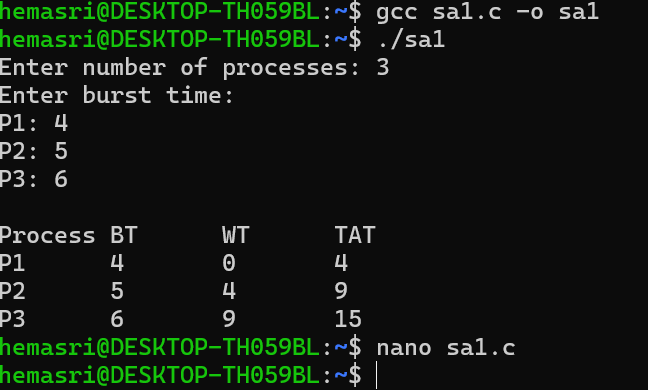 hemasri@DESKTOP-TH059BL:~$ gcc sa1.c -o sa1
hemasri@DESKTOP-TH059BL:~$ ./sa1
Enter number of processes: 3
Enter burst time:
P1: 4
P2: 5
P3: 6
Process BT      WT      TAT
P1      4       0       4
P2      5       4       9
P3      6       9       15
hemasri@DESKTOP-TH059BL:~$ nano sa1.c
hemasri@DESKTOP-TH059BL:~$